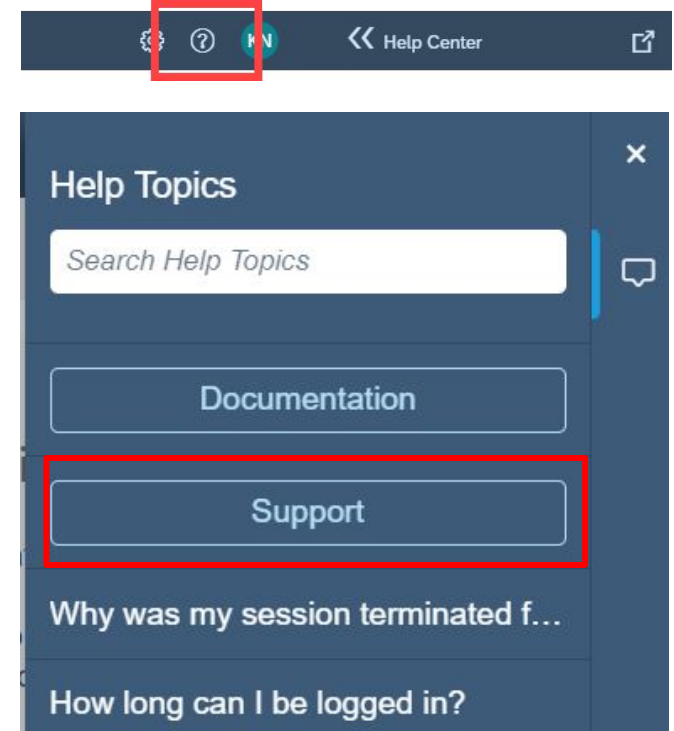 KN Help Center
Help Topics
Search Help Topics
Documentation
Support
Why was my session terminated f...
How long can I be logged in?